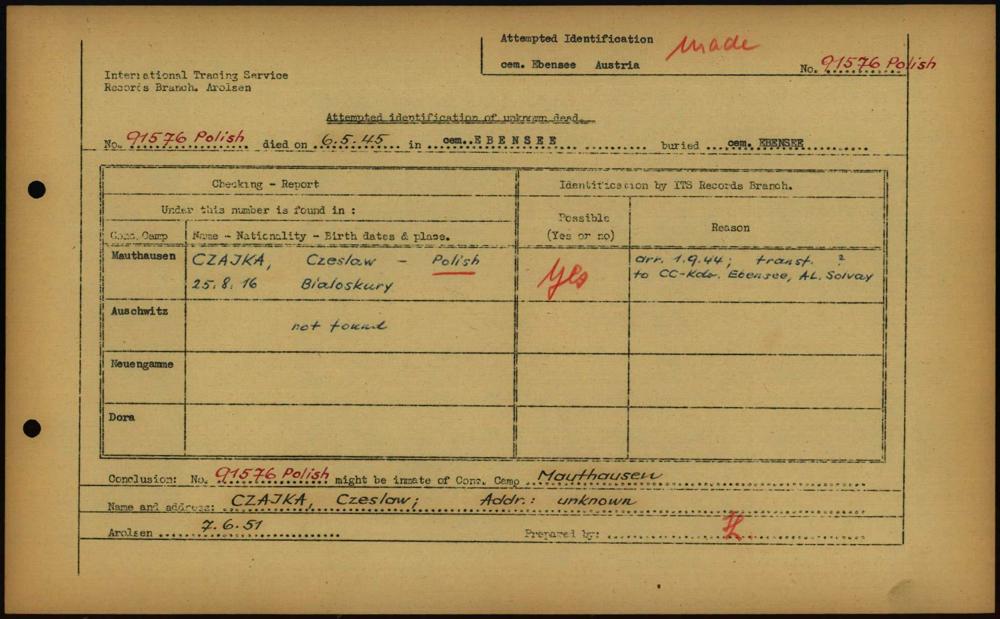 Attempted Identification made
cem. Ebensee Austria No. 91576 Polish
International Tracing Service
Records Branch. Arolsen
Attempted identification of unknown dead.
No. 91576 Polish died on 6.5.45 in cem. EBENSEE buried cem. EBENSEE
Checking - Report Identification by ITS Records Branch.
Under this number is found in :
Possible
(Yes or no) Reason
Conc. Camp Name - Nationality - Birth dates & place.
Mauthausen CZAJKA, Czeslaw - Polish yes arr. 1.9.44; transf. ?
25.8.16 Bialoskury to CC-Kdo. Ebensee, AL. Solvay
Auschwitz not found
Neuengamme
Dora
Conclusion: No. 91576 Polish might be inmate of Conc. Camp Mauthausen
Name and address: CZAJKA, Czeslaw; Addr.: unknown
Arolsen 7.6.51 Prepared by: